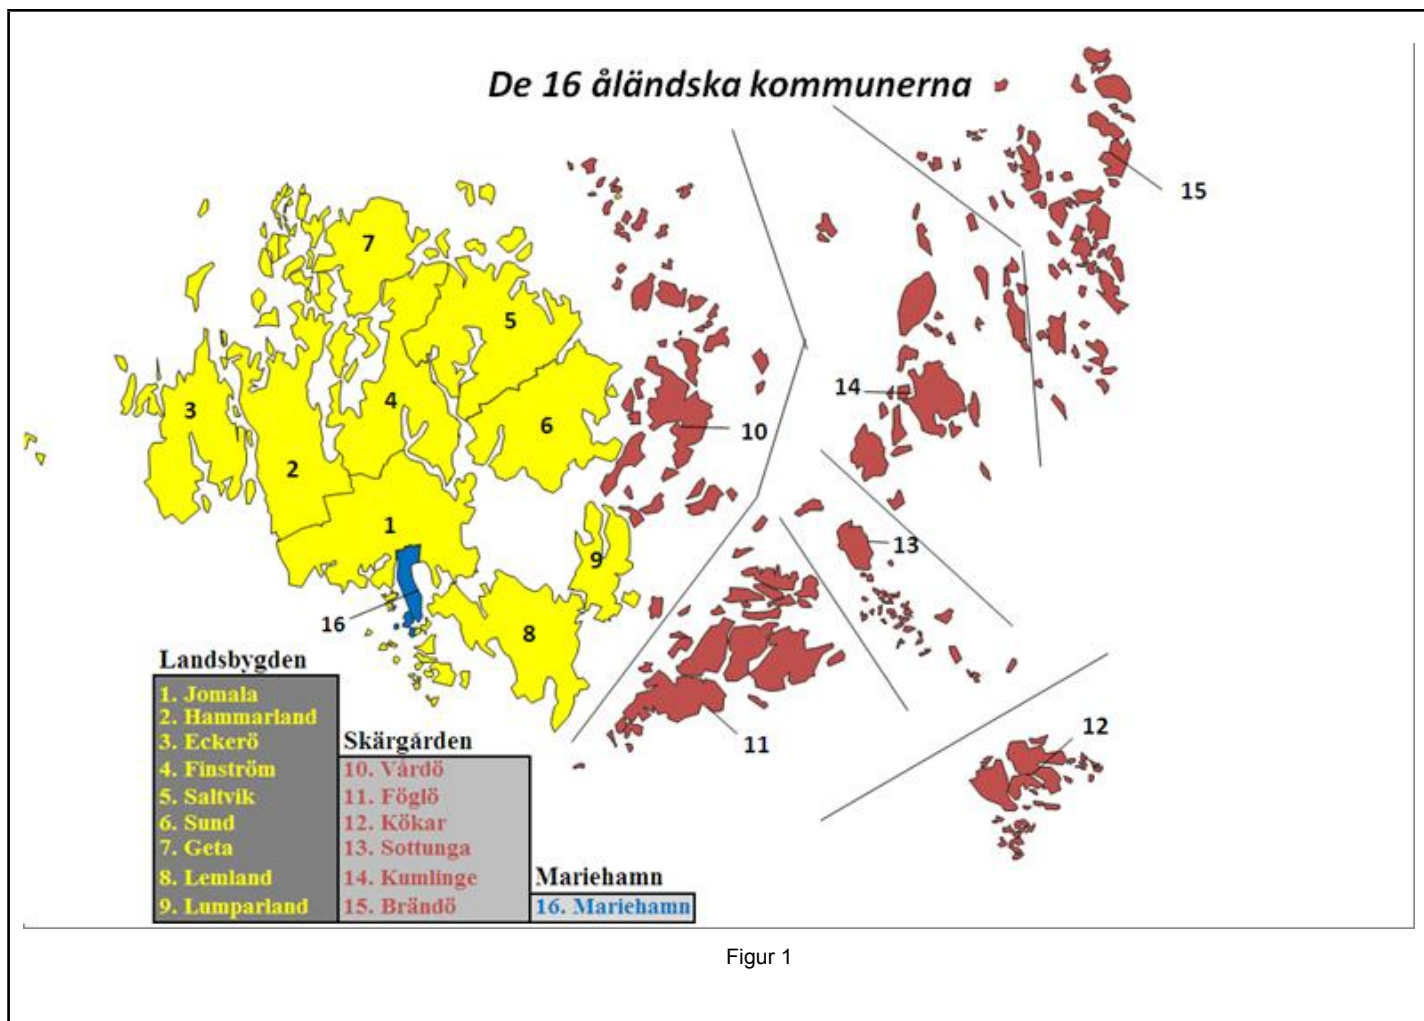 De 16 åländska kommunerna
15
7
5
14
3
4
6
10
2
1
13
9
16
8
11
12
Landsbygden
1. Jomala
2. Hammarland
3. Eckerö
4. Finström
5. Saltvik
6. Sund
7. Geta
8. Lemland
9. Lumparland
Skärgården
10. Vårdö
11. Föglö
12. Kökar
13. Sottunga
14. Kumlinge
15. Brändö
Mariehamn
16. Mariehamn
Figur 1